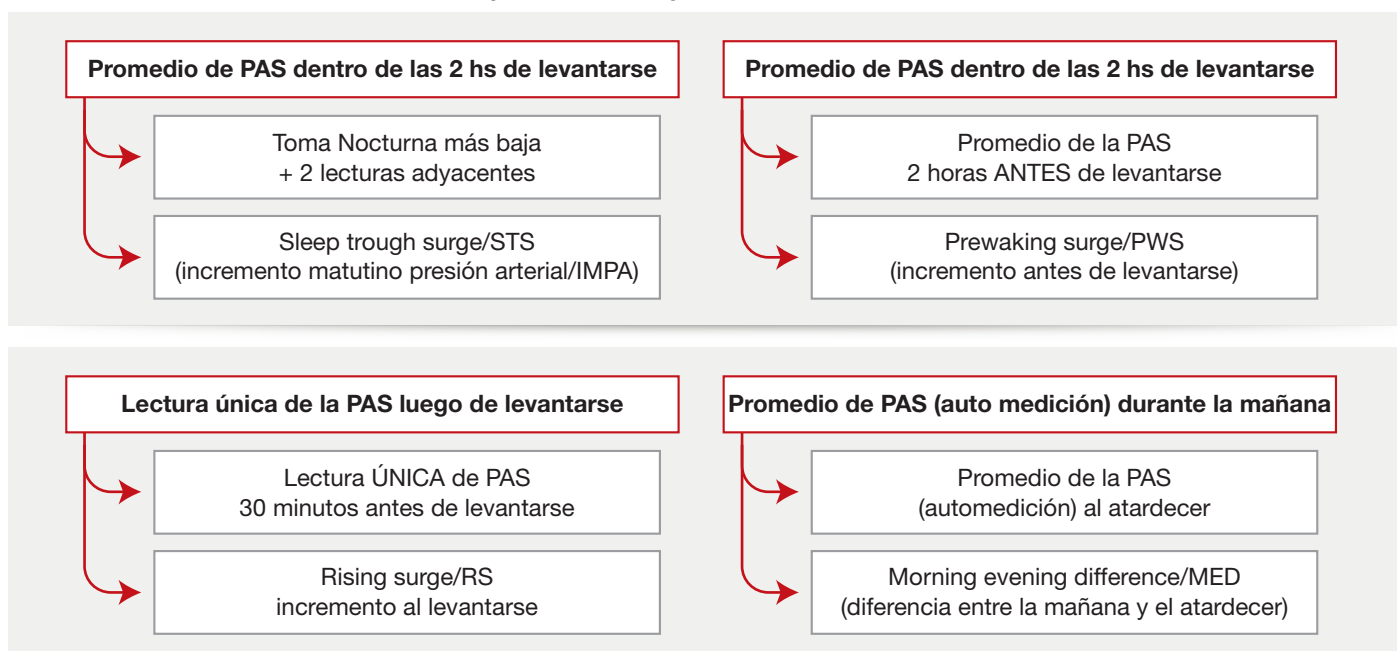 Promedio de PAS dentro de las 2 hs de levantarse
Toma Nocturna más baja
+ 2 lecturas adyacentes
Sleep trough surge/STS
(incremento matutino presión arterial/IMPA)
Promedio de PAS dentro de las 2 hs de levantarse
Promedio de la PAS
2 horas ANTES de levantarse
Prewaking surge/PWS
(incremento antes de levantarse)
Lectura única de la PAS luego de levantarse
Lectura ÚNICA de PAS
30 minutos antes de levantarse
Rising surge/RS
incremento al levantarse
Promedio de PAS (auto medición) durante la mañana
Promedio de la PAS
(automedición) al atardecer
Morning evening difference/MED
(diferencia entre la mañana y el atardecer)